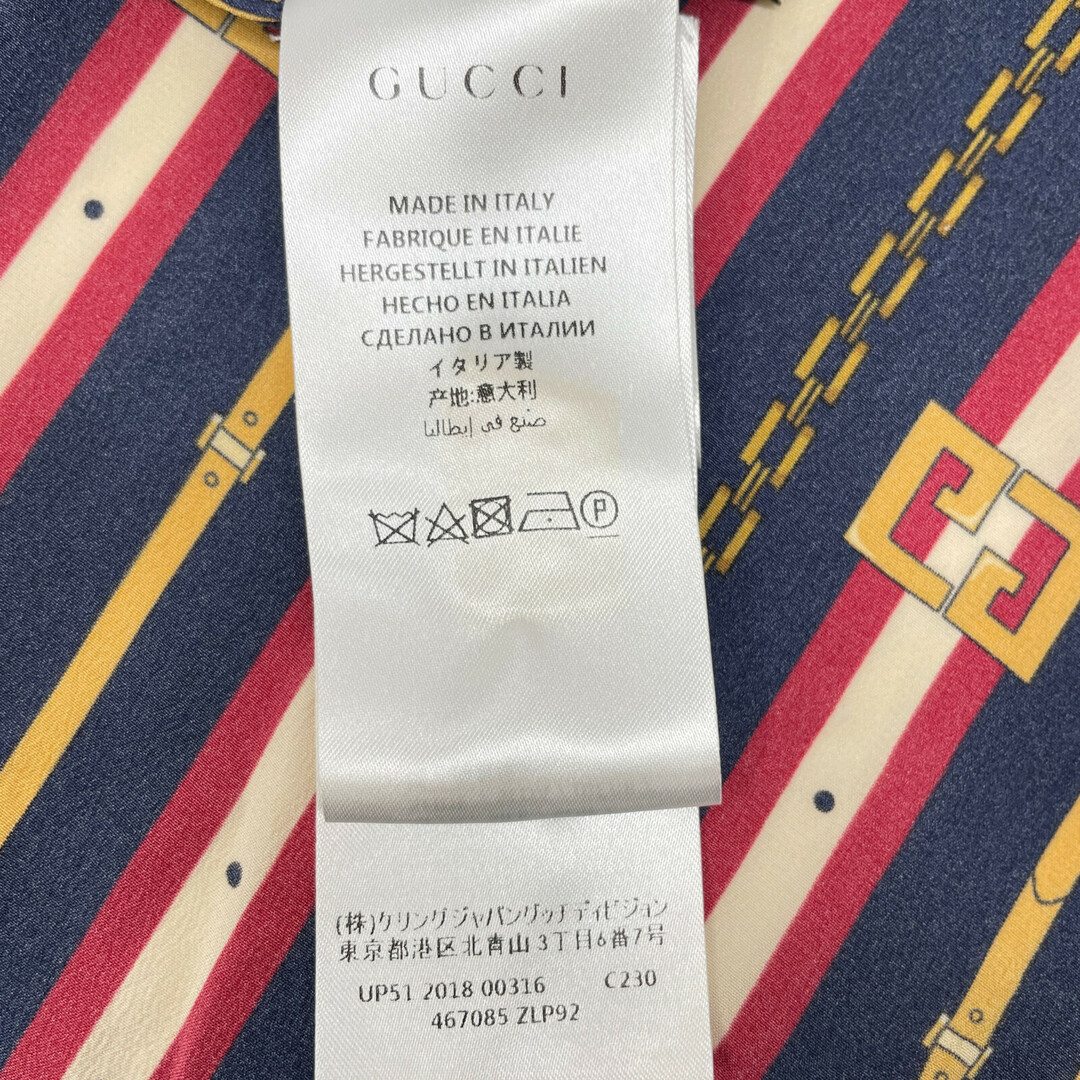 GUCCI
MADE IN ITALY
FABRIQUE EN ITALIE
HERGESTELLT IN ITALIEN
HECHO EN ITALIA
СДЕЛАНО В ИТАЛИИ
イタリア製
产地:意大利
صنع في إيطاليا
P
(株)ケリングジャパングッチディビジョン
東京都港区北青山3丁目6番7号
UP51 2018 00316 C230
467085 ZLP92